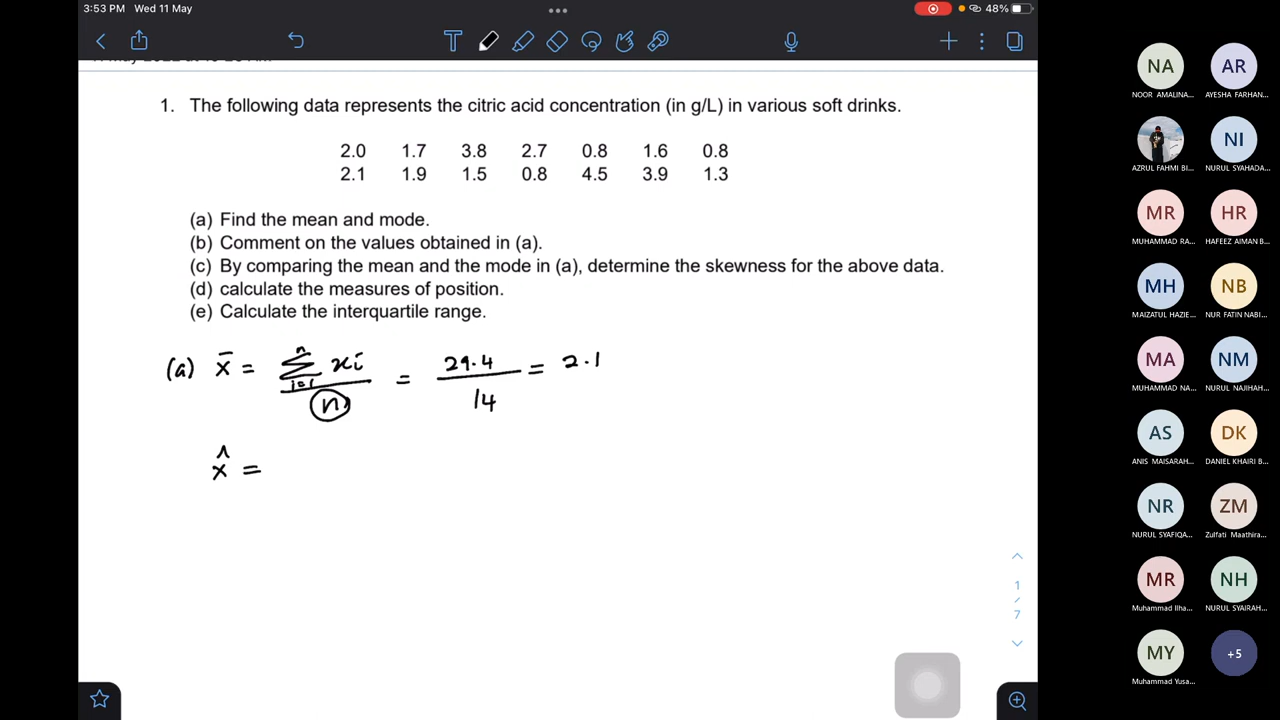 3:53 PM Wed 11 May
48%
1. The following data represents the citric acid concentration (in g/L) in various soft drinks.
2.0 1.7 3.8 2.7 0.8 1.6 0.8
2.1 1.9 1.5 0.8 4.5 3.9 1.3
(a) Find the mean and mode.
(b) Comment on the values obtained in (a).
(c) By comparing the mean and the mode in (a), determine the skewness for the above data.
(d) calculate the measures of position.
(e) Calculate the interquartile range.
(a) x̄ = Σ_{i=1}^{n} xi / n = 29.4 / 14 = 2.1
x̂ =
1
/
7
NA AR
NOOR AMALINA... AYESHA FARHAN...
NI
AZRUL FAHMI BI... NURUL SYAHADA...
MR HR
MUHAMMAD RA... HAFEEZ AIMAN B...
MH NB
MAIZATUL HAZIE... NUR FATIN NABI...
MA NM
MUHAMMAD NA... NURUL NAJIHAH...
AS DK
ANIS MAISARAH... DANIEL KHAIRI B...
NR ZM
NURUL SYAFIQA... Zulfati Maathira...
MR NH
Muhammad Ilha... NURUL SYAIRAH...
MY +5
Muhammad Yusa...